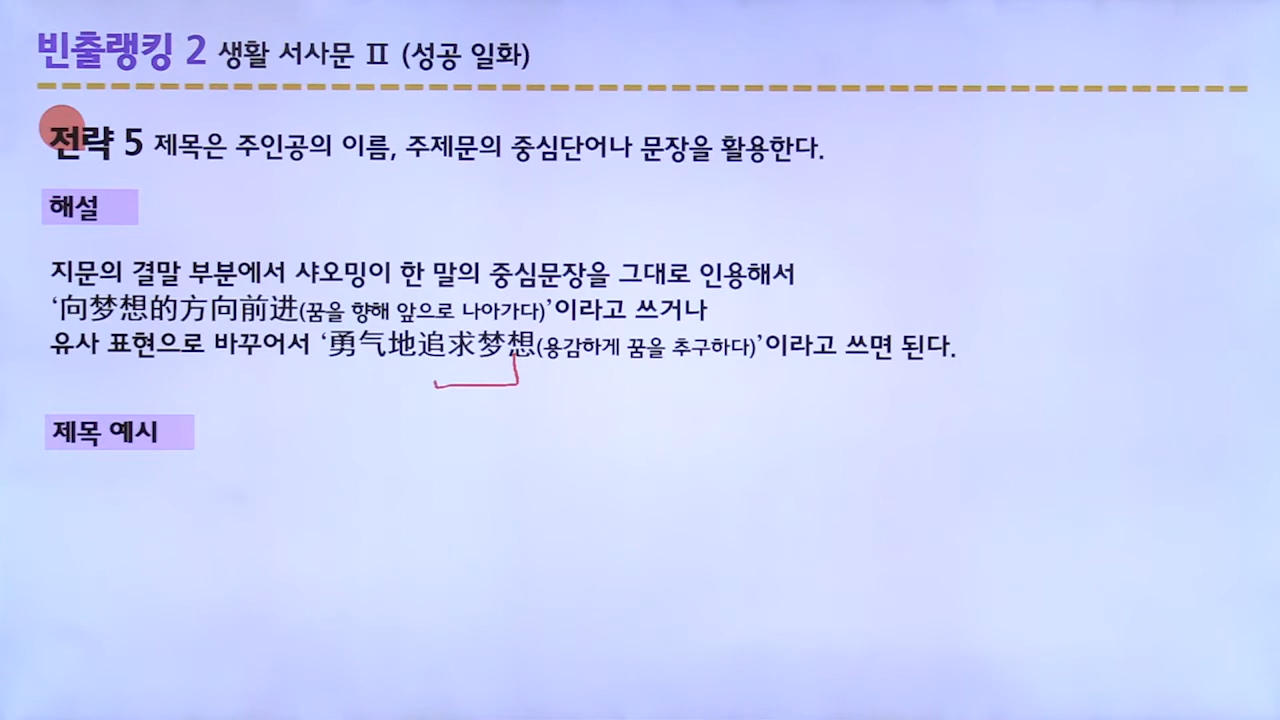 빈출랭킹 2 생활 서사문 Ⅱ (성공 일화)
전략 5 제목은 주인공의 이름, 주제문의 중심단어나 문장을 활용한다.
해설
지문의 결말 부분에서 샤오밍이 한 말의 중심문장을 그대로 인용해서
‘向梦想的方向前进(꿈을 향해 앞으로 나아가다)’이라고 쓰거나
유사 표현으로 바꾸어서 ‘勇气地追求梦想(용감하게 꿈을 추구하다)’이라고 쓰면 된다.
제목 예시